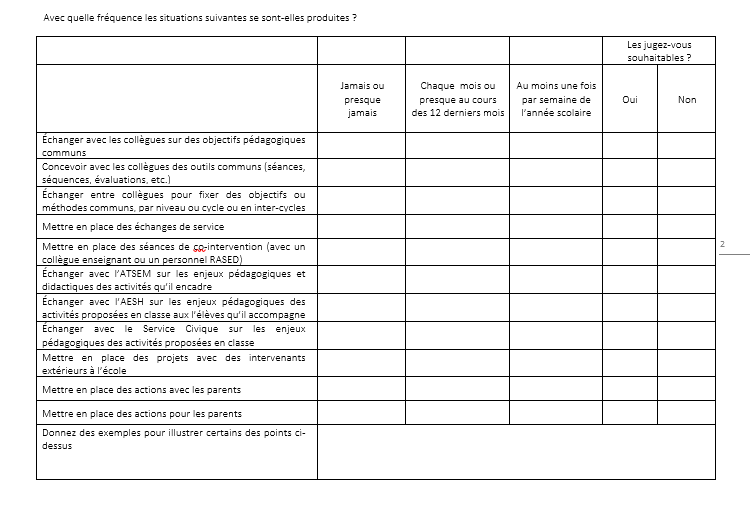 Avec quelle fréquence les situations suivantes se sont-elles produites ?
Les jugez-vous
souhaitables ?
Jamais ou
presque
jamais
Chaque mois ou
presque au cours
des 12 derniers mois
Au moins une fois
par semaine de
l'année scolaire
Oui
Non
Échanger avec les collègues sur des objectifs pédagogiques
communs
Concevoir avec les collègues des outils communs (séances,
séquences, évaluations, etc.)
Échanger entre collègues pour fixer des objectifs ou
méthodes communs, par niveau ou cycle ou en inter-cycles
Mettre en place des échanges de service
Mettre en place des séances de co-intervention (avec un
collègue enseignant ou un personnel RASED)
2
Échanger avec l'ATSEM sur les enjeux pédagogiques et
didactiques des activités qu'il encadre
Échanger avec l'AESH sur les enjeux pédagogiques des
activités proposées en classe aux l'élèves qu'il accompagne
Échanger avec le Service Civique sur les enjeux
pédagogiques des activités proposées en classe
Mettre en place des projets avec des intervenants
extérieurs à l'école
Mettre en place des actions avec les parents
Mettre en place des actions pour les parents
Donnez des exemples pour illustrer certains des points ci-
dessus